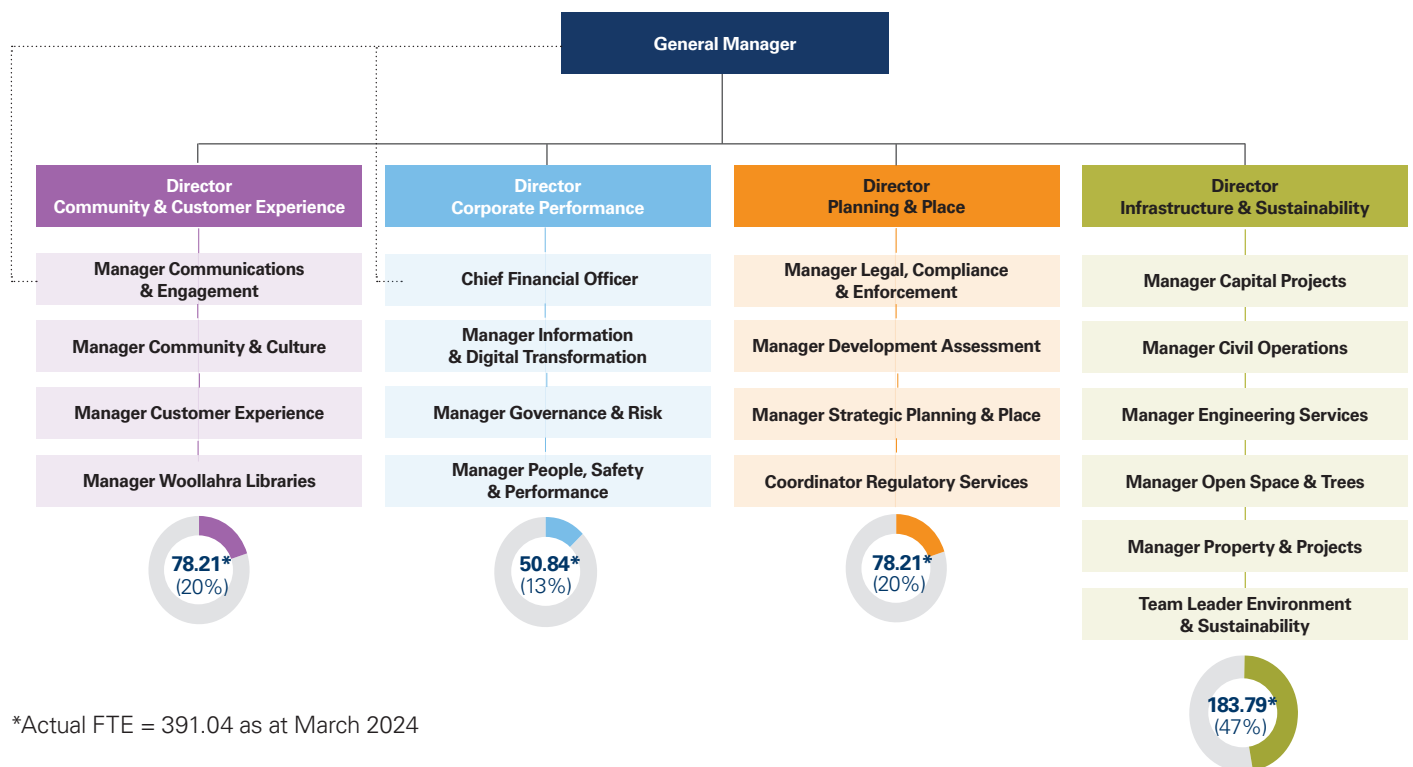 General Manager
Director
Community & Customer Experience
Manager Communications
& Engagement
Manager Community & Culture
Manager Customer Experience
Manager Woollahra Libraries
78.21*
(20%)
Director
Corporate Performance
Chief Financial Officer
Manager Information
& Digital Transformation
Manager Governance & Risk
Manager People, Safety
& Performance
50.84*
(13%)
Director
Planning & Place
Manager Legal, Compliance
& Enforcement
Manager Development Assessment
Manager Strategic Planning & Place
Coordinator Regulatory Services
78.21*
(20%)
Director
Infrastructure & Sustainability
Manager Capital Projects
Manager Civil Operations
Manager Engineering Services
Manager Open Space & Trees
Manager Property & Projects
Team Leader Environment
& Sustainability
183.79*
(47%)
*Actual FTE = 391.04 as at March 2024